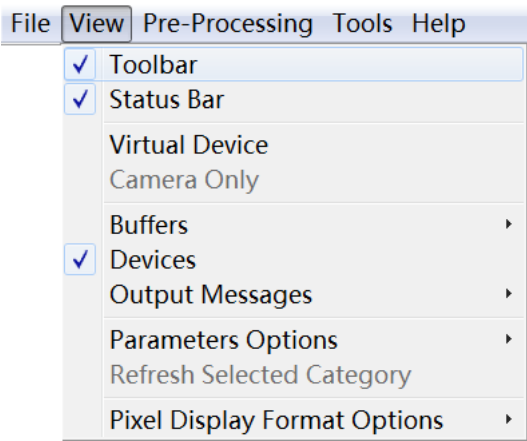 File View Pre-Processing Tools Help
Toolbar
Status Bar
Virtual Device
Camera Only
Buffers
Devices
Output Messages
Parameters Options
Refresh Selected Category
Pixel Display Format Options